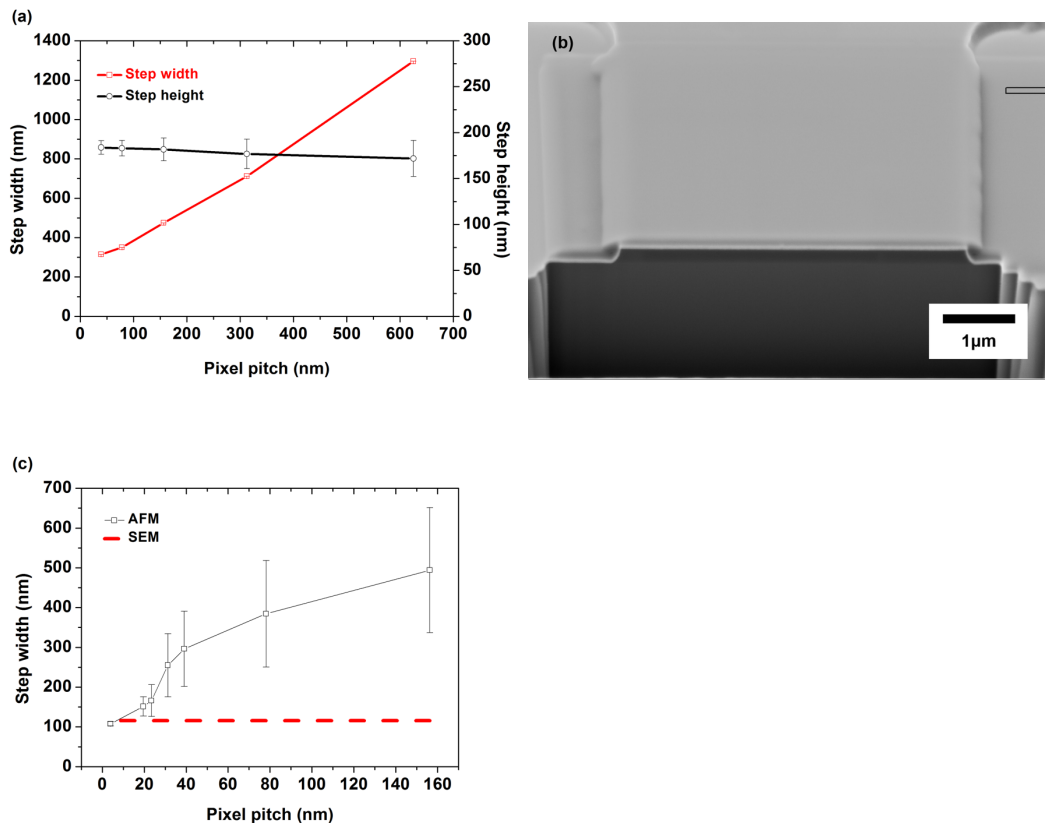 (a)
1400
1200
1000
800
600
400
200
0
Step width (nm)
Step width
Step height
300
250
200
150
100
50
0
Step height (nm)
0 100 200 300 400 500 600 700
Pixel pitch (nm)
(b)
1µm
(c)
700
600
500
400
300
200
100
0
Step width (nm)
AFM
SEM
0 20 40 60 80 100 120 140 160
Pixel pitch (nm)